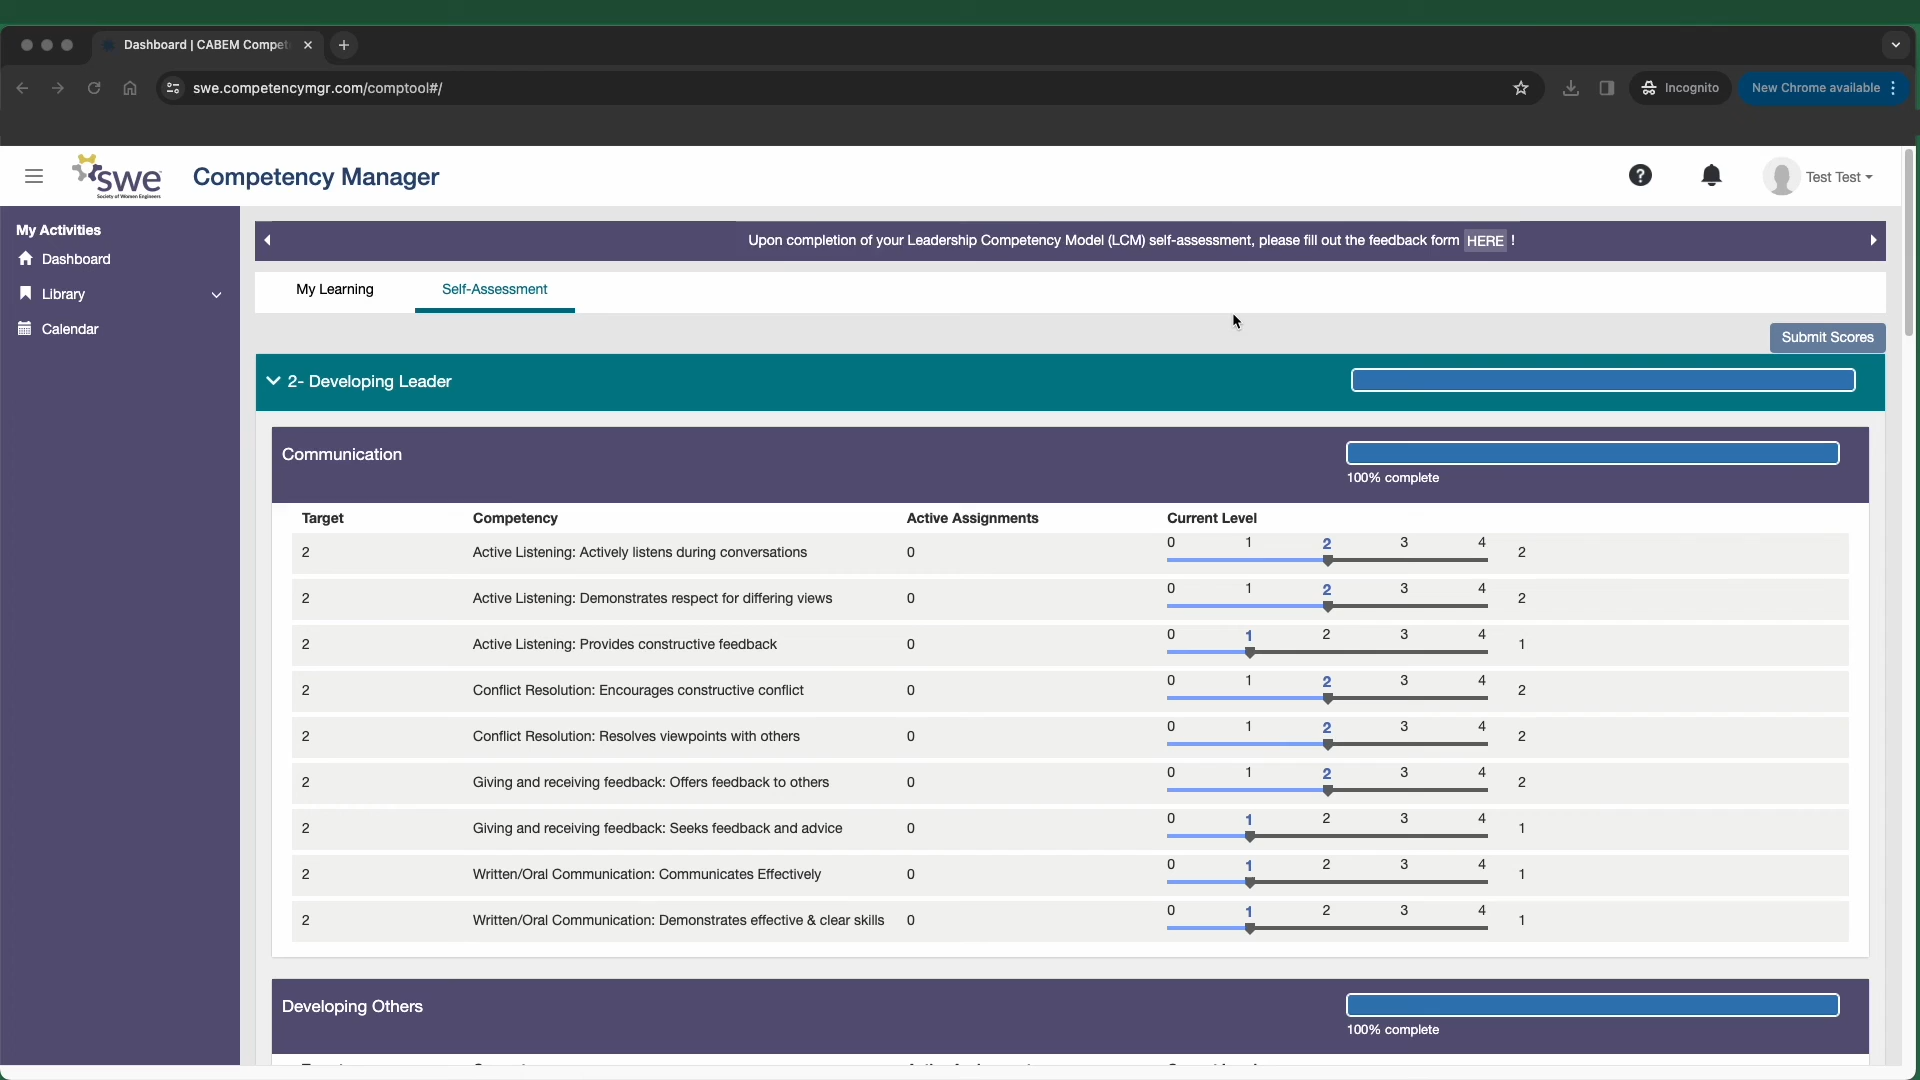 Dashboard | CABEM Compet
swe.competencymgr.com/comptool#/
Incognito
New Chrome available
swe
Society of Women Engineers
Competency Manager
Test Test
My Activities
Dashboard
Library
Calendar
Upon completion of your Leadership Competency Model (LCM) self-assessment, please fill out the feedback form HERE !
My Learning Self-Assessment
Submit Scores
2- Developing Leader
Communication
100% complete
Target Competency Active Assignments Current Level
2 Active Listening: Actively listens during conversations 0 0 1 2 3 4 2
2 Active Listening: Demonstrates respect for differing views 0 0 1 2 3 4 2
2 Active Listening: Provides constructive feedback 0 0 1 2 3 4 1
2 Conflict Resolution: Encourages constructive conflict 0 0 1 2 3 4 2
2 Conflict Resolution: Resolves viewpoints with others 0 0 1 2 3 4 2
2 Giving and receiving feedback: Offers feedback to others 0 0 1 2 3 4 2
2 Giving and receiving feedback: Seeks feedback and advice 0 0 1 2 3 4 1
2 Written/Oral Communication: Communicates Effectively 0 0 1 2 3 4 1
2 Written/Oral Communication: Demonstrates effective & clear skills 0 0 1 2 3 4 1
Developing Others
100% complete